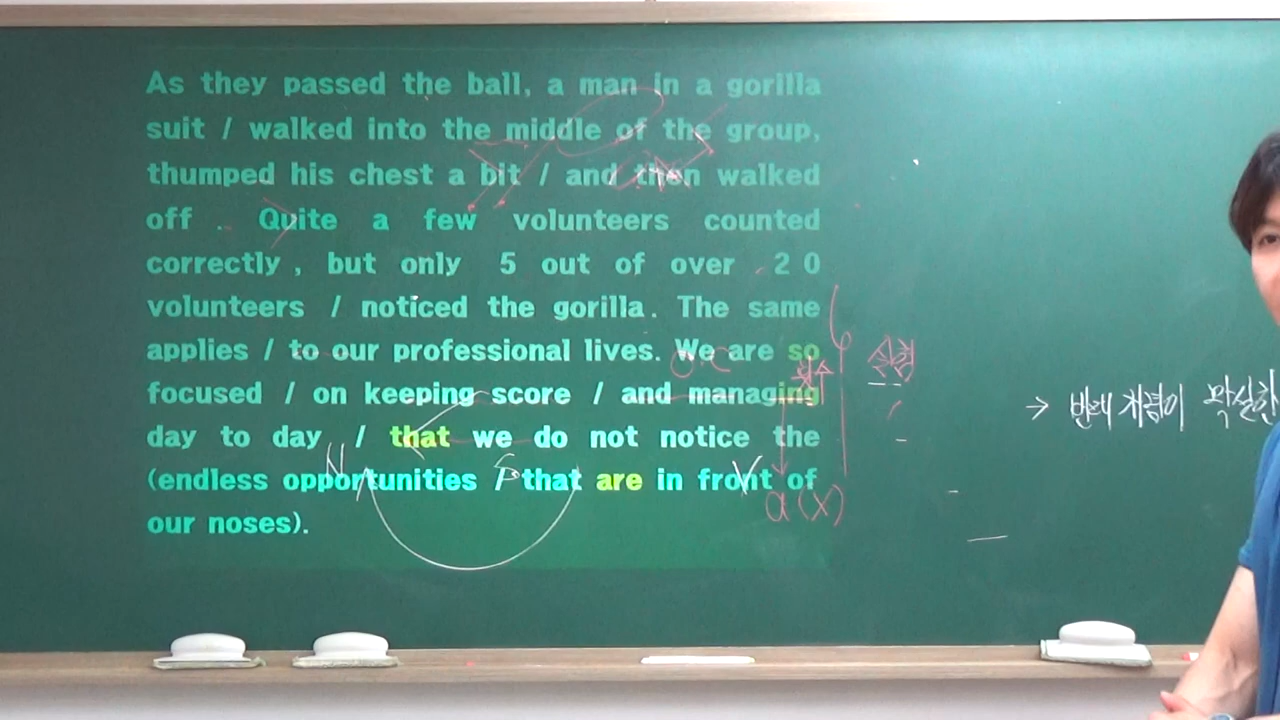 As they passed the ball, a man in a gorilla
suit / walked into the middle of the group,
thumped his chest a bit / and then walked
off . Quite a few volunteers counted
correctly , but only 5 out of over 20
volunteers / noticed the gorilla. The same
applies / to our professional lives. We are so
focused / on keeping score / and managing
day to day / that we do not notice the
(endless opportunities / that are in front of
our noses).
실험
a (X)
N
S
V
→ 반대 개념이 확실한